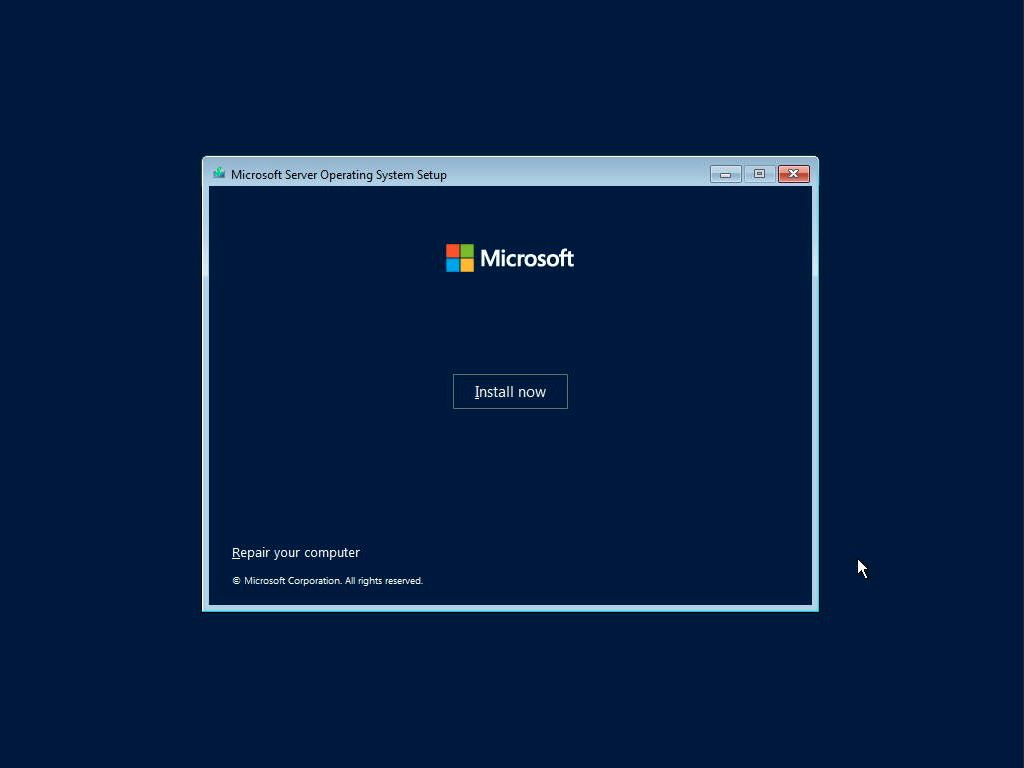 Microsoft Server Operating System Setup
Microsoft
Install now
Repair your computer
© Microsoft Corporation. All rights reserved.